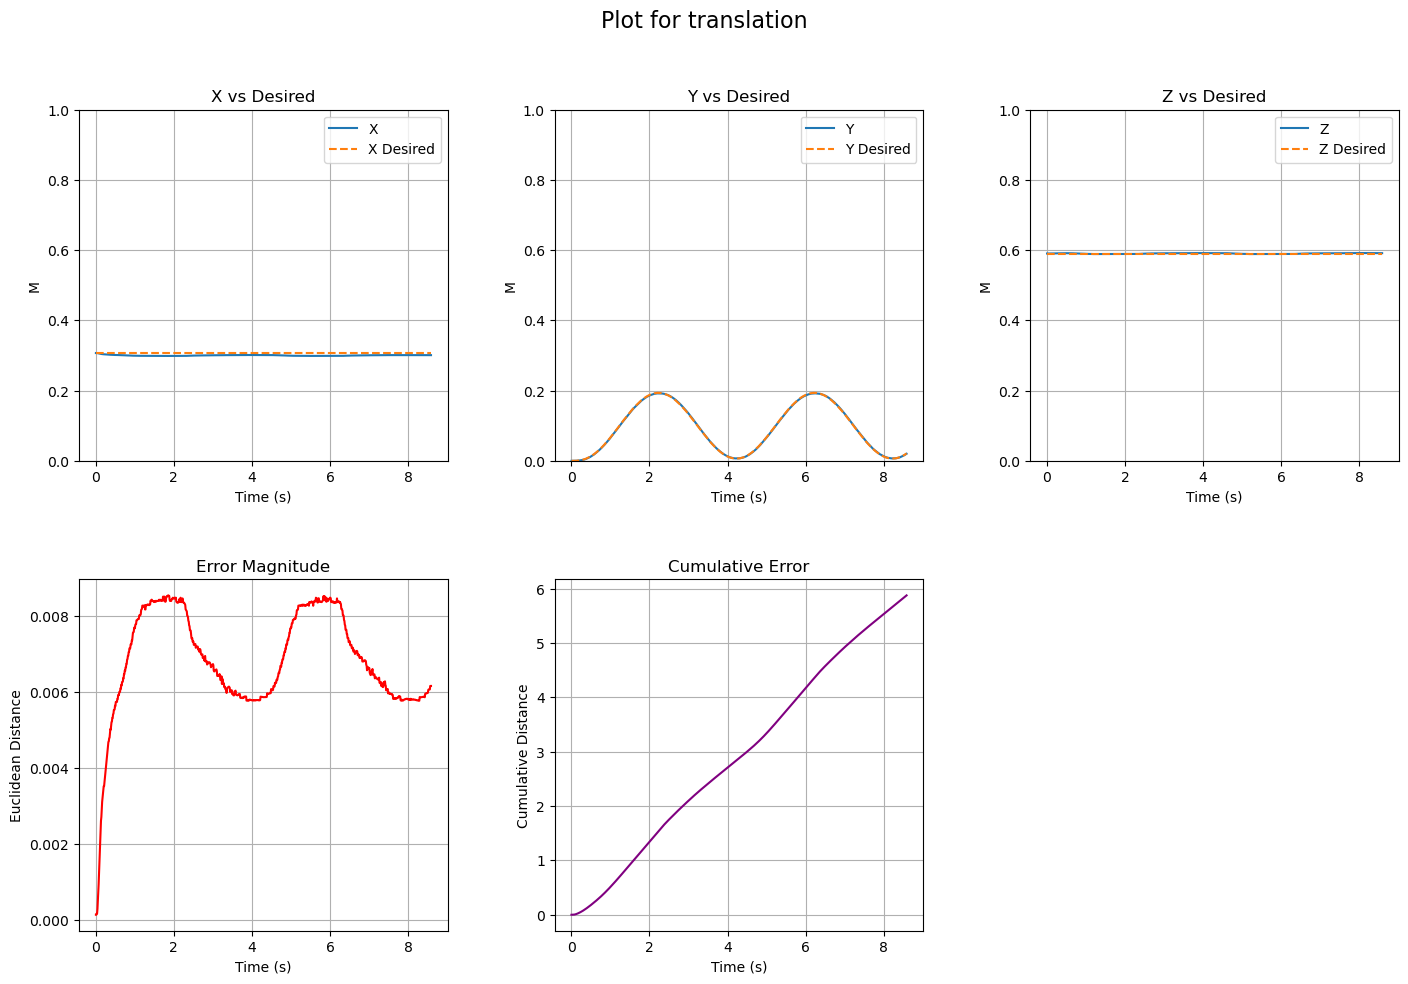 Plot for translation
X vs Desired
1.0
0.8
0.6
0.4
0.2
0.0
M
0 2 4 6 8
Time (s)
X
X Desired
Y vs Desired
1.0
0.8
0.6
0.4
0.2
0.0
M
0 2 4 6 8
Time (s)
Y
Y Desired
Z vs Desired
1.0
0.8
0.6
0.4
0.2
0.0
M
0 2 4 6 8
Time (s)
Z
Z Desired
Error Magnitude
0.008
0.006
0.004
0.002
0.000
Euclidean Distance
0 2 4 6 8
Time (s)
Cumulative Error
6
5
4
3
2
1
0
Cumulative Distance
0 2 4 6 8
Time (s)